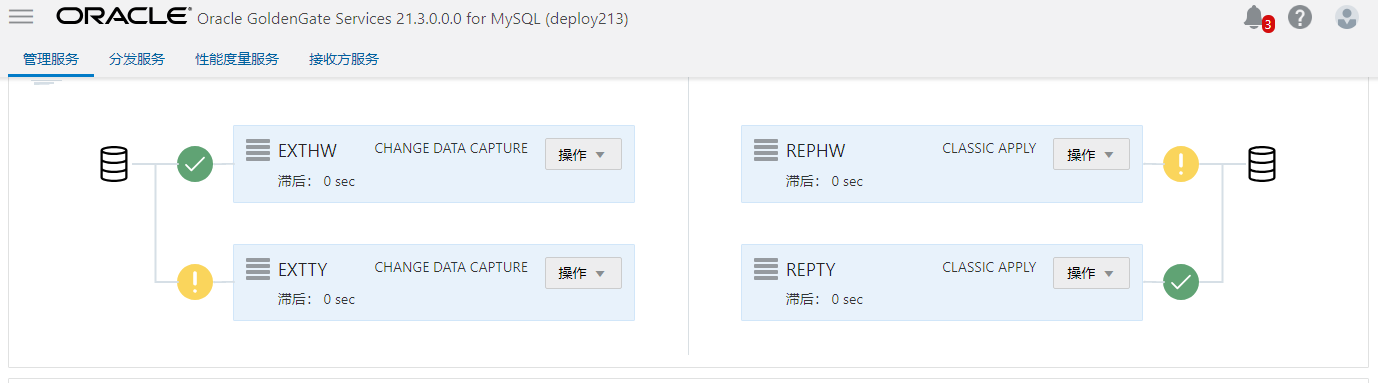 ORACLE® Oracle GoldenGate Services 21.3.0.0.0 for MySQL (deploy213)
3 ?
管理服务 分发服务 性能度量服务 接收方服务
EXTHW CHANGE DATA CAPTURE 操作
滞后： 0 sec
REPHW CLASSIC APPLY 操作
滞后： 0 sec
EXTTY CHANGE DATA CAPTURE 操作
滞后： 0 sec
REPTY CLASSIC APPLY 操作
滞后： 0 sec